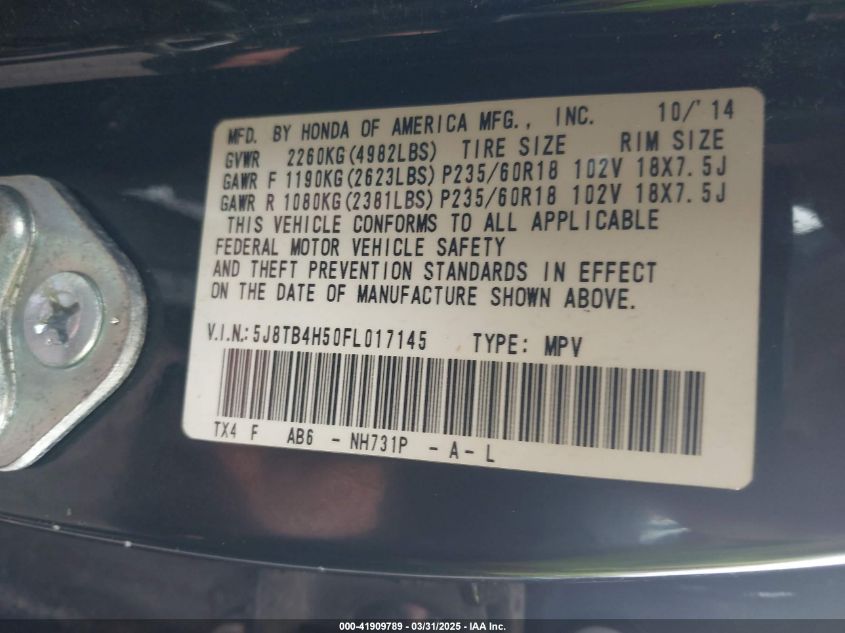 MFD. BY HONDA OF AMERICA MFG., INC. 10/'14
GVWR 2260KG(4982LBS) TIRE SIZE RIM SIZE
GAWR F 1190KG(2623LBS) P235/60R18 102V 18X7.5J
GAWR R 1080KG(2381LBS) P235/60R18 102V 18X7.5J
THIS VEHICLE CONFORMS TO ALL APPLICABLE
FEDERAL MOTOR VEHICLE SAFETY
AND THEFT PREVENTION STANDARDS IN EFFECT
ON THE DATE OF MANUFACTURE SHOWN ABOVE.
V.I.N.: 5J8TB4H50FL017145 TYPE: MPV
TX4 F AB6 - NH731P - A - L
000-41909789 - 03/31/2025 - IAA Inc.